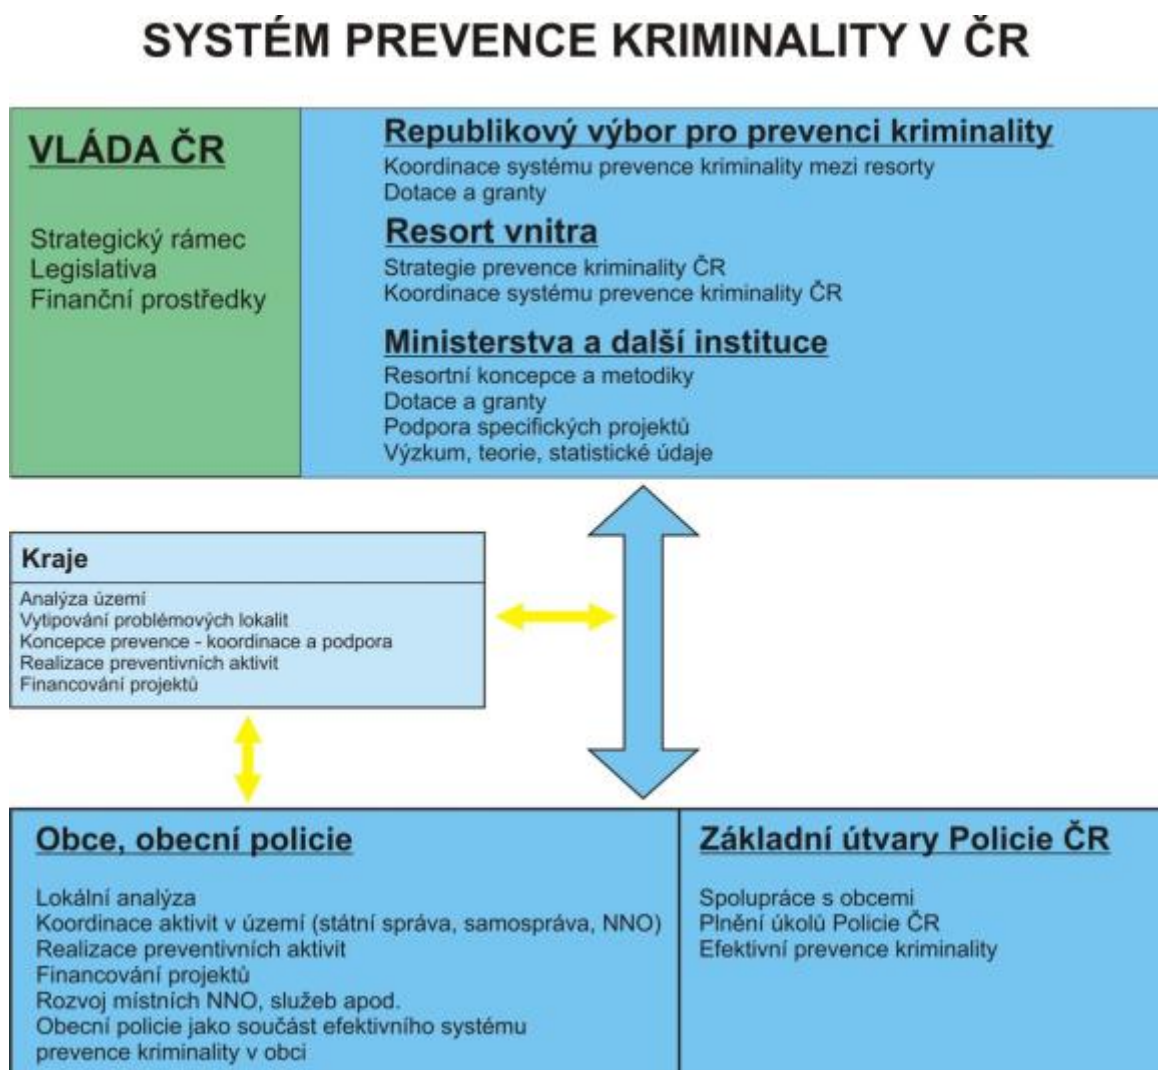 SYSTÉM PREVENCE KRIMINALITY V ČR
VLÁDA ČR
Strategický rámec
Legislativa
Finanční prostředky
Republikový výbor pro prevenci kriminality
Koordinace systému prevence kriminality mezi resorty
Dotace a granty
Resort vnitra
Strategie prevence kriminality ČR
Koordinace systému prevence kriminality ČR
Ministerstva a další instituce
Resortní koncepce a metodiky
Dotace a granty
Podpora specifických projektů
Výzkum, teorie, statistické údaje
Kraje
Analýza území
Vytipování problémových lokalit
Koncepce prevence - koordinace a podpora
Realizace preventivních aktivit
Financování projektů
Obce, obecní policie
Lokální analýza
Koordinace aktivit v území (státní správa, samospráva, NNO)
Realizace preventivních aktivit
Financování projektů
Rozvoj místních NNO, služeb apod.
Obecní policie jako součást efektivního systému
prevence kriminality v obci
Základní útvary Policie ČR
Spolupráce s obcemi
Plnění úkolů Policie ČR
Efektivní prevence kriminality